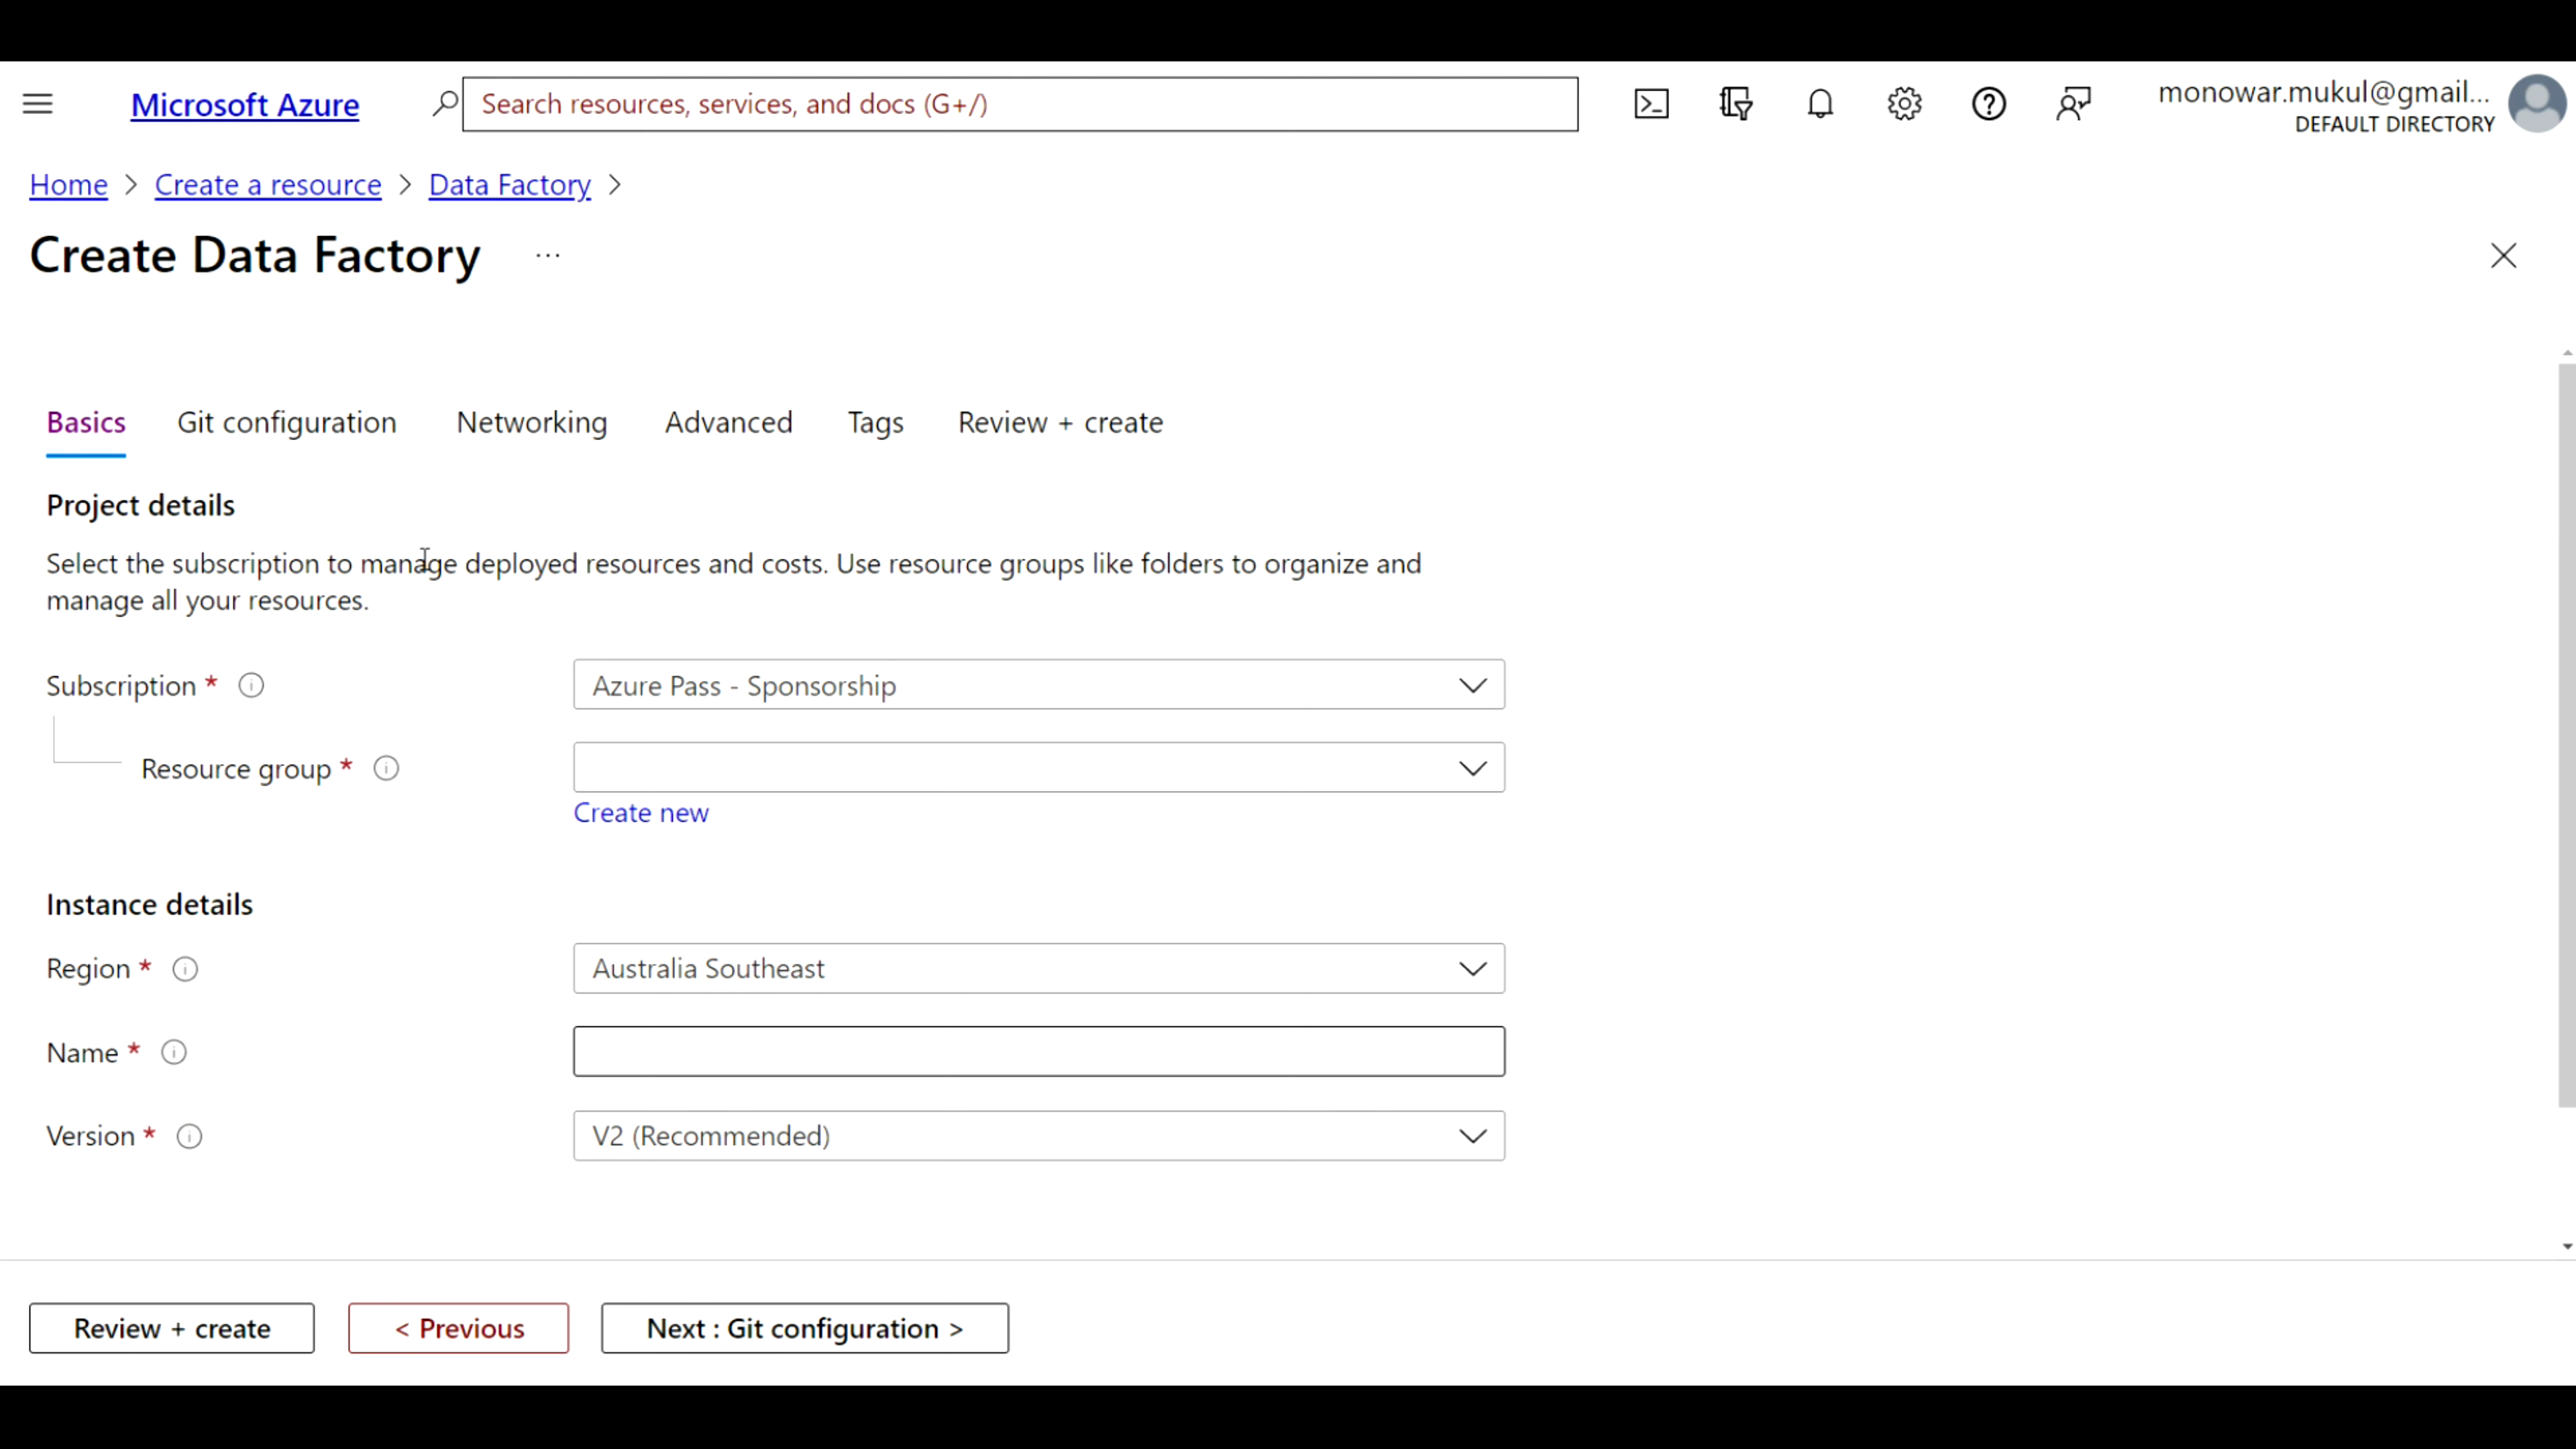 Microsoft Azure
Search resources, services, and docs (G+/)
monowar.mukul@gmail...
DEFAULT DIRECTORY
Home > Create a resource > Data Factory >
Create Data Factory ...
Basics Git configuration Networking Advanced Tags Review + create
Project details
Select the subscription to manage deployed resources and costs. Use resource groups like folders to organize and
manage all your resources.
Subscription * Azure Pass - Sponsorship
Resource group *
Create new
Instance details
Region * Australia Southeast
Name *
Version * V2 (Recommended)
Review + create < Previous Next : Git configuration >